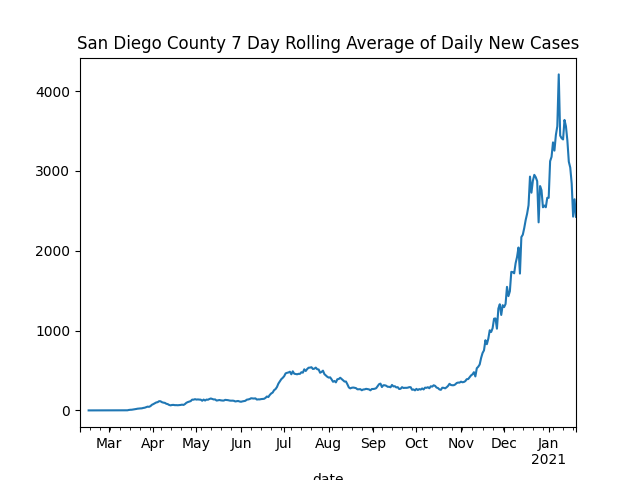 San Diego County 7 Day Rolling Average of Daily New Cases
4000
3000
2000
1000
0
Mar Apr May Jun Jul Aug Sep Oct Nov Dec Jan
2021
date